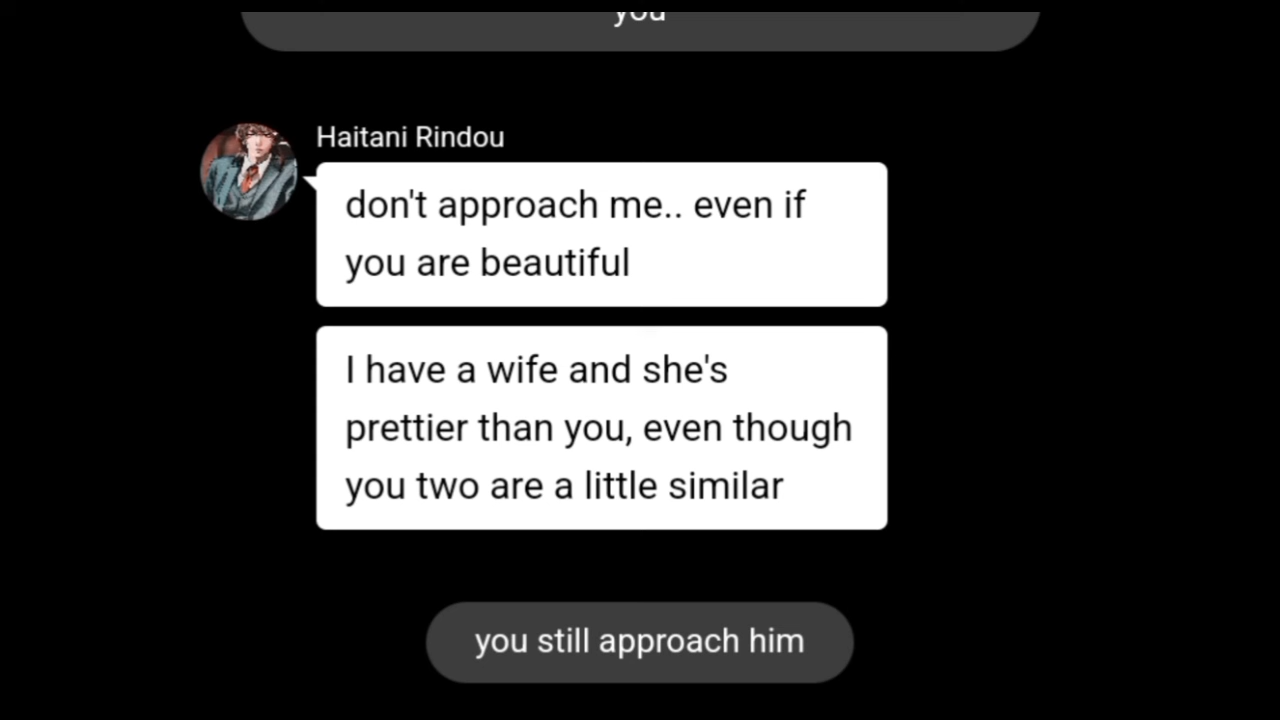 you
Haitani Rindou
don't approach me.. even if
you are beautiful
I have a wife and she's
prettier than you, even though
you two are a little similar
you still approach him